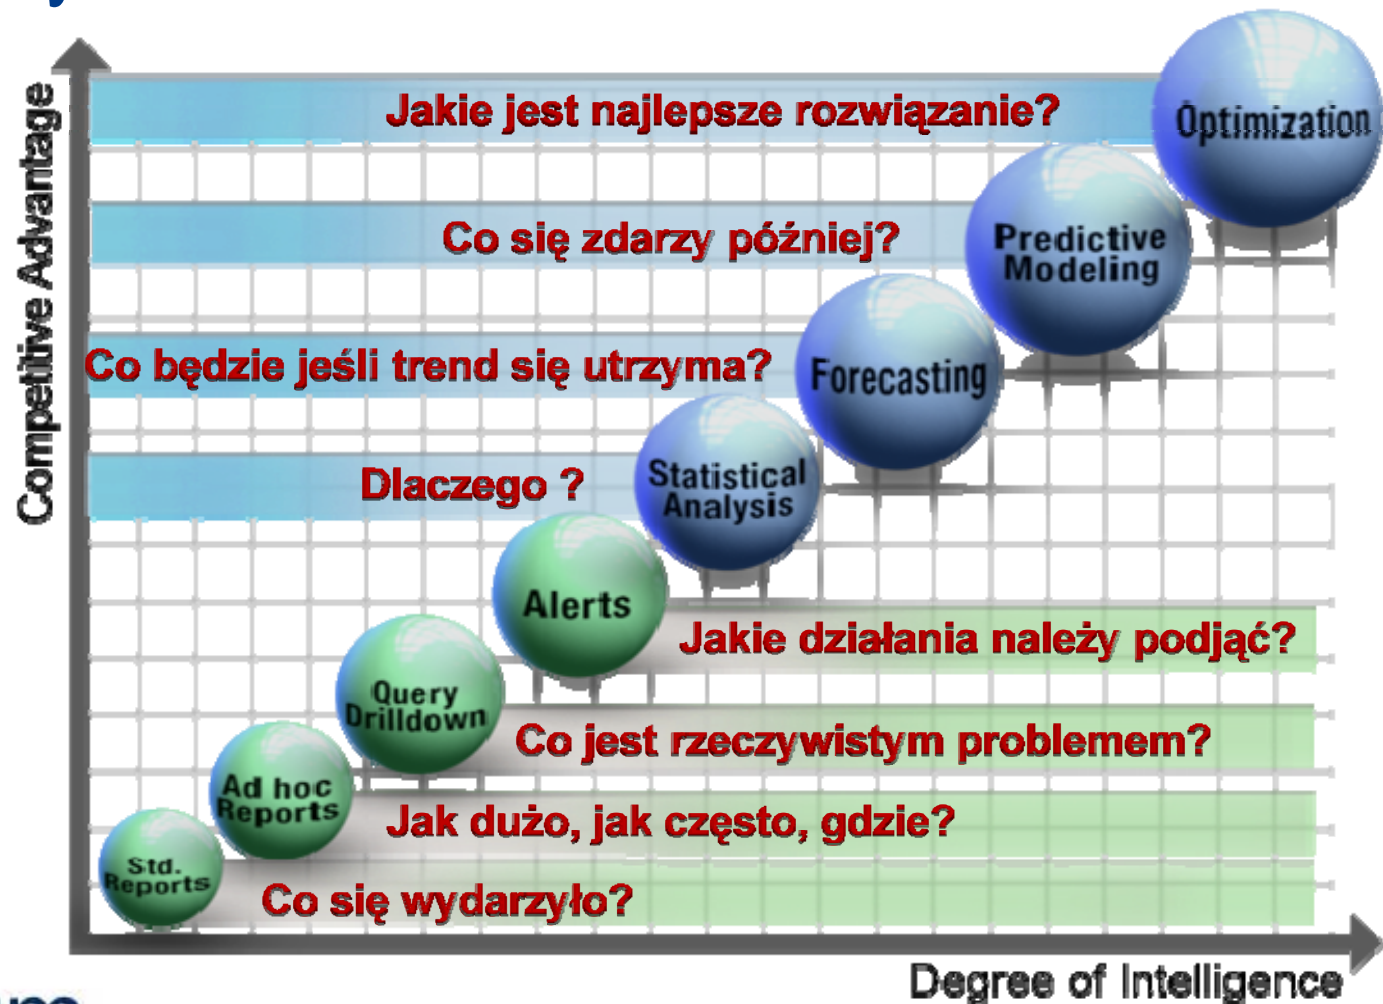 Competitive Advantage
Jakie jest najlepsze rozwiązanie?
Optimization
Co się zdarzy później?
Predictive
Modeling
Co będzie jeśli trend się utrzyma?
Forecasting
Dlaczego ?
Statistical
Analysis
Alerts
Jakie działania należy podjąć?
Query
Drilldown
Co jest rzeczywistym problemem?
Ad hoc
Reports
Jak dużo, jak często, gdzie?
Std.
Reports
Co się wydarzyło?
Degree of Intelligence